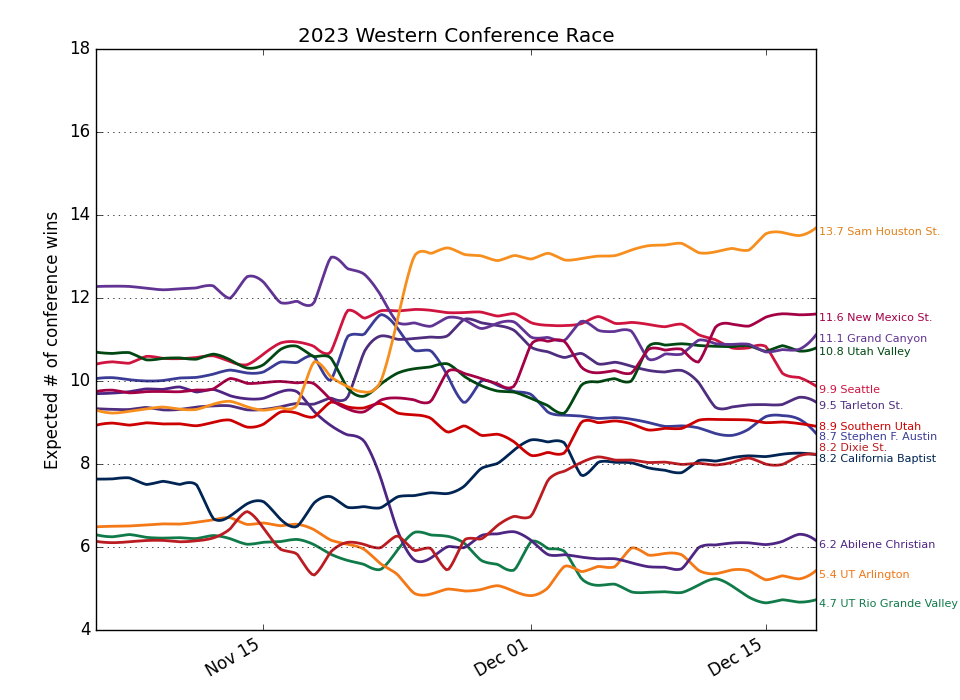 2023 Western Conference Race
Expected # of conference wins
18
16
14
12
10
8
6
4
Nov 15
Dec 01
Dec 15
13.7 Sam Houston St.
11.6 New Mexico St.
11.1 Grand Canyon
10.8 Utah Valley
9.9 Seattle
9.5 Tarleton St.
8.9 Southern Utah
8.7 Stephen F. Austin
8.2 Dixie St.
8.2 California Baptist
6.2 Abilene Christian
5.4 UT Arlington
4.7 UT Rio Grande Valley